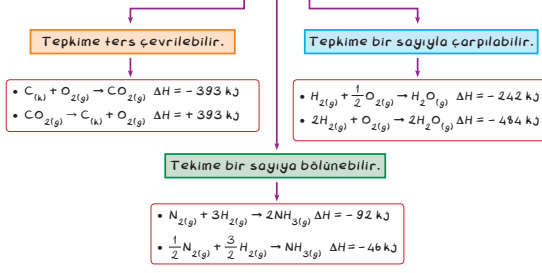 Tepkime ters çevrilebilir.
Tepkime bir sayıyla çarpılabilir.
• C(k) + O2(g) → CO2(g) ΔH = - 393 kj
• CO2(g) → C(k) + O2(g) ΔH = + 393 kj
• H2(g) + 1/2 O2(g) → H2O(g) ΔH = - 242 kj
• 2H2(g) + O2(g) → 2H2O(g) ΔH = - 484 kj
Tekime bir sayıya bölünebilir.
• N2(g) + 3H2(g) → 2NH3(g) ΔH = - 92 kj
• 1/2 N2(g) + 3/2 H2(g) → NH3(g) ΔH = - 46 kj